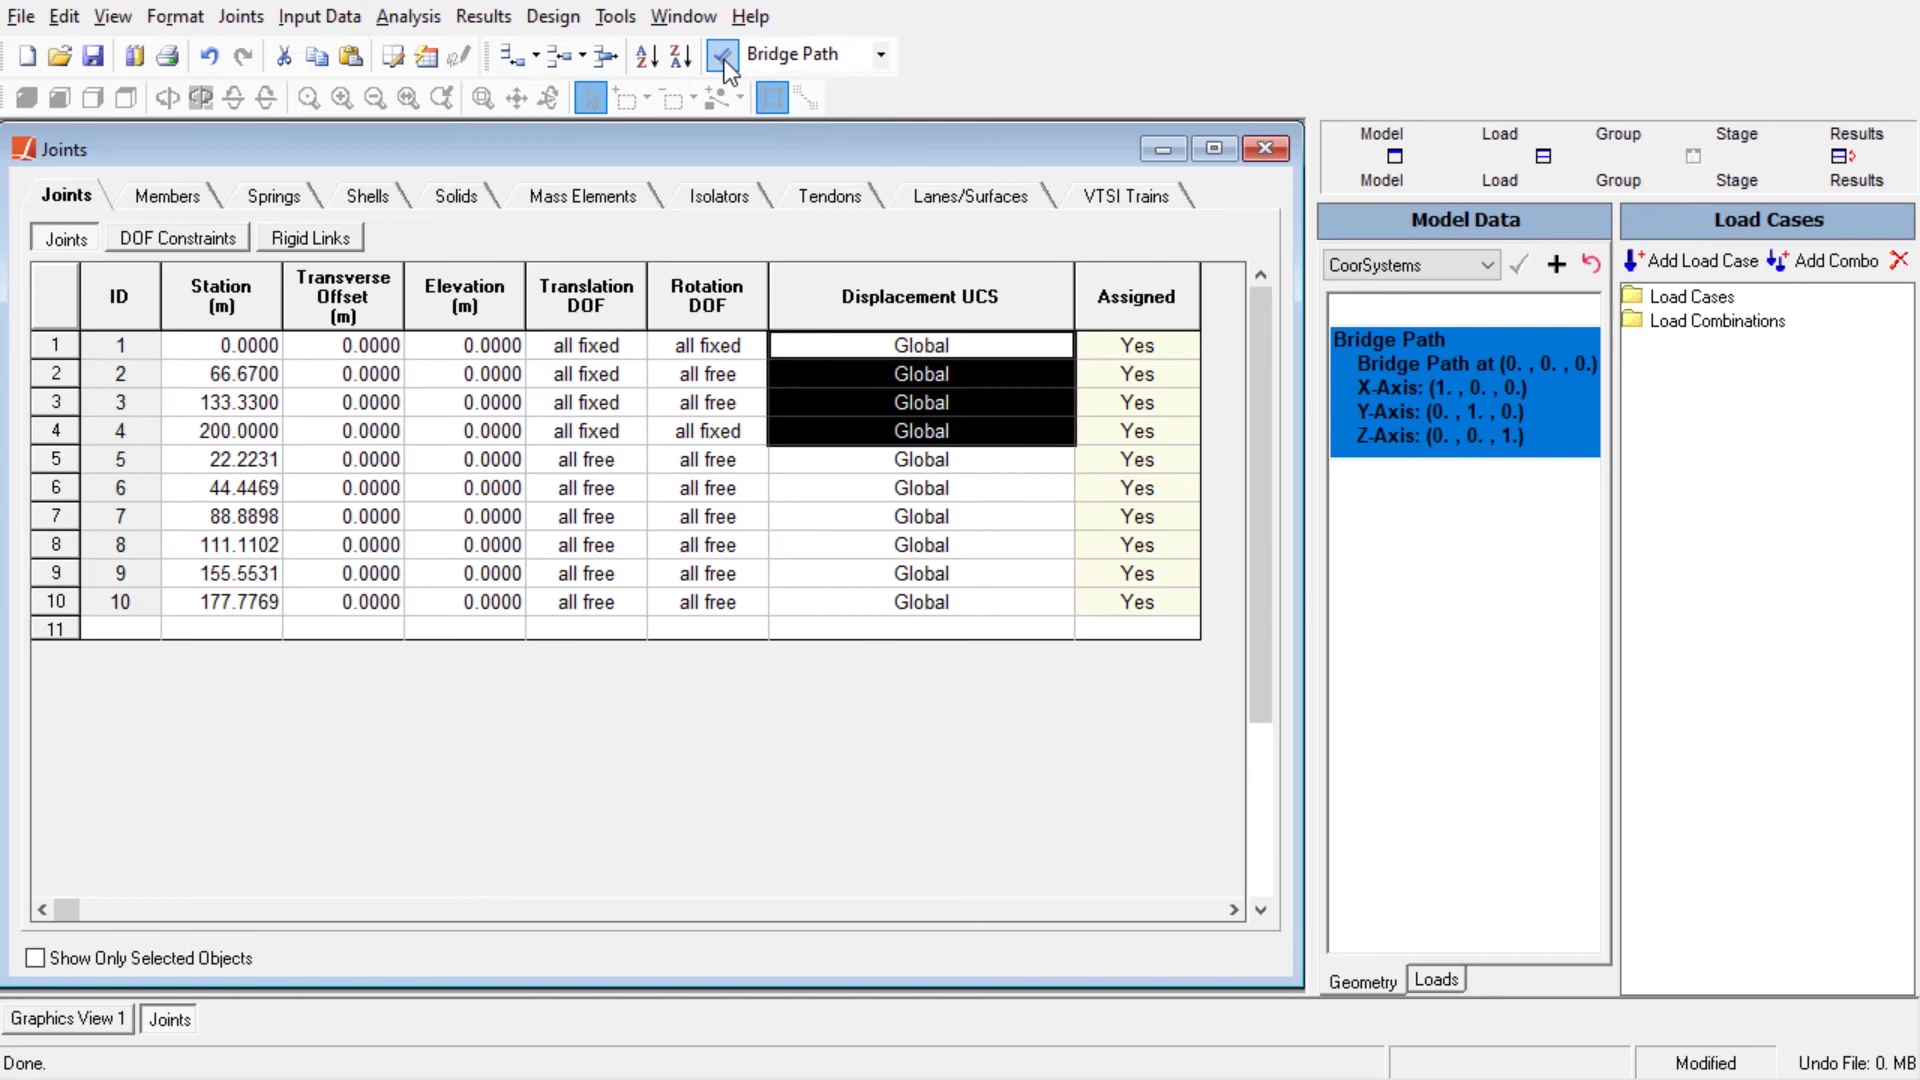 File Edit View Format Joints Input Data Analysis Results Design Tools Window Help
Bridge Path
Joints
Joints Members Springs Shells Solids Mass Elements Isolators Tendons Lanes/Surfaces VTSI Trains
Joints DOF Constraints Rigid Links
ID Station (m) Transverse Offset (m) Elevation (m) Translation DOF Rotation DOF Displacement UCS Assigned
1 1 0.0000 0.0000 0.0000 all fixed all fixed Global Yes
2 2 66.6700 0.0000 0.0000 all fixed all free Global Yes
3 3 133.3300 0.0000 0.0000 all fixed all free Global Yes
4 4 200.0000 0.0000 0.0000 all fixed all fixed Global Yes
5 5 22.2231 0.0000 0.0000 all free all free Global Yes
6 6 44.4469 0.0000 0.0000 all free all free Global Yes
7 7 88.8898 0.0000 0.0000 all free all free Global Yes
8 8 111.1102 0.0000 0.0000 all free all free Global Yes
9 9 155.5531 0.0000 0.0000 all free all free Global Yes
10 10 177.7769 0.0000 0.0000 all free all free Global Yes
11
Show Only Selected Objects
Model Load Group Stage Results
Model Load Group Stage Results
Model Data
CoorSystems
Bridge Path
Bridge Path at (0. , 0. , 0.)
X-Axis: (1. , 0. , 0.)
Y-Axis: (0. , 1. , 0.)
Z-Axis: (0. , 0. , 1.)
Geometry Loads
Load Cases
Add Load Case Add Combo
Load Cases
Load Combinations
Graphics View 1 Joints
Done. Modified Undo File: 0. MB